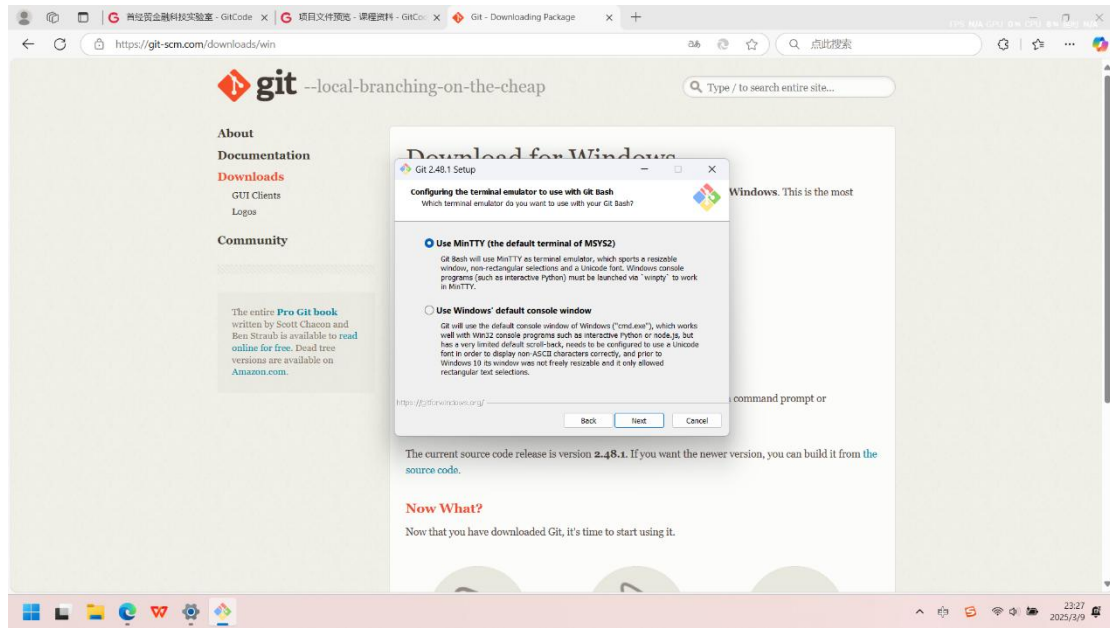 首经贸金融科技实验室 - GitCode
项目文件预览 - 课程资料 - GitCo
Git - Downloading Package
https://git-scm.com/downloads/win
点此搜索
git --local-branching-on-the-cheap
Type / to search entire site...
About
Documentation
Downloads
GUI Clients
Logos
Community
The entire Pro Git book
written by Scott Chacon and
Ben Straub is available to read
online for free. Dead tree
versions are available on
Amazon.com.
Download for Windows
Windows. This is the most
Git 2.48.1 Setup
Configuring the terminal emulator to use with Git Bash
Which terminal emulator do you want to use with your Git Bash?
Use MinTTY (the default terminal of MSYS2)
Git Bash will use MinTTY as terminal emulator, which sports a resizable
window, non-rectangular selections and a Unicode font. Windows console
programs (such as interactive Python) must be launched via `winpty` to work
in MinTTY.
Use Windows' default console window
Git will use the default console window of Windows ("cmd.exe"), which works
well with Win32 console programs such as interactive Python or node.js, but
has a very limited default scroll-back, needs to be configured to use a Unicode
font in order to display non-ASCII characters correctly, and prior to
Windows 10 its window was not freely resizable and it only allowed
rectangular text selections.
https://gitforwindows.org/
Back
Next
Cancel
command prompt or
The current source code release is version 2.48.1. If you want the newer version, you can build it from the
source code.
Now What?
Now that you have downloaded Git, it's time to start using it.
23:27
2025/3/9